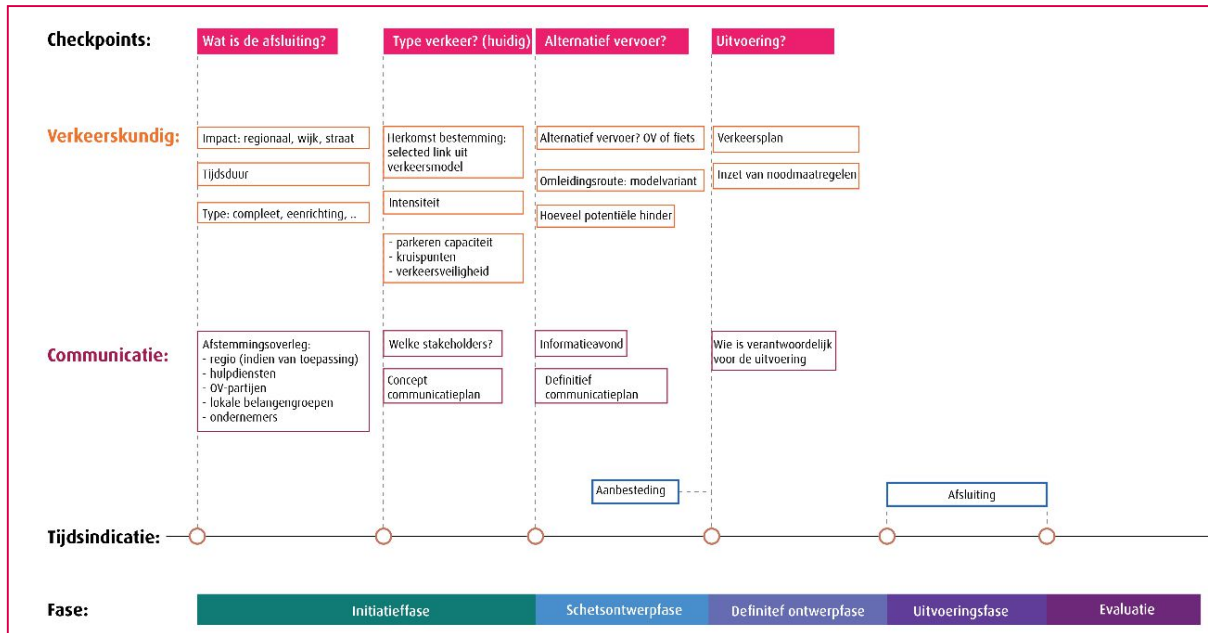 Checkpoints:
Wat is de afsluiting?
Type verkeer? (huidig)
Alternatief vervoer?
Uitvoering?
Verkeerskundig:
Impact: regionaal, wijk, straat
Tijdsduur
Type: compleet, eenrichting, ..
Herkomst bestemming:
selected link uit
verkeersmodel
Intensiteit
- parkeren capaciteit
- kruispunten
- verkeersveiligheid
Alternatief vervoer? OV of fiets
Omleidingsroute: modelvariant
Hoeveel potentiële hinder
Verkeersplan
Inzet van noodmaatregelen
Communicatie:
Afstemmingsoverleg:
- regio (indien van toepassing)
- hulpdiensten
- OV-partijen
- lokale belangengroepen
- ondernemers
Welke stakeholders?
Concept
communicatieplan
Informatieavond
Definitief
communicatieplan
Wie is verantwoordelijk
voor de uitvoering
Aanbesteding
Afsluiting
Tijdsindicatie:
Fase:
Initiatieffase
Schetsontwerpfase
Definitef ontwerpfase
Uitvoeringsfase
Evaluatie